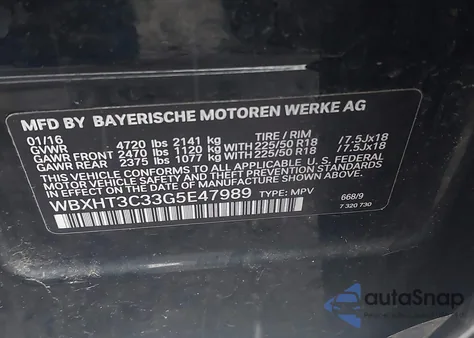 MFD BY BAYERISCHE MOTOREN WERKE AG
01/16 TIRE / RIM
GVWR 4720 lbs 2141 kg
GAWR FRONT 2470 lbs 1120 kg WITH 225/50 R18 /7.5Jx18
GAWR REAR 2375 lbs 1077 kg WITH 225/50 R18 /7.5Jx18
THIS VEHICLE CONFORMS TO ALL APPLICABLE U.S. FEDERAL
MOTOR VEHICLE SAFETY, BUMPER, AND THEFT PREVENTION
STANDARDS IN EFFECT ON THE DATE OF MANUFACTURE SHOWN ABOVE.
WBXHT3C33G5E47989 TYPE: MPV 668/9
7 320 730
autoSnap